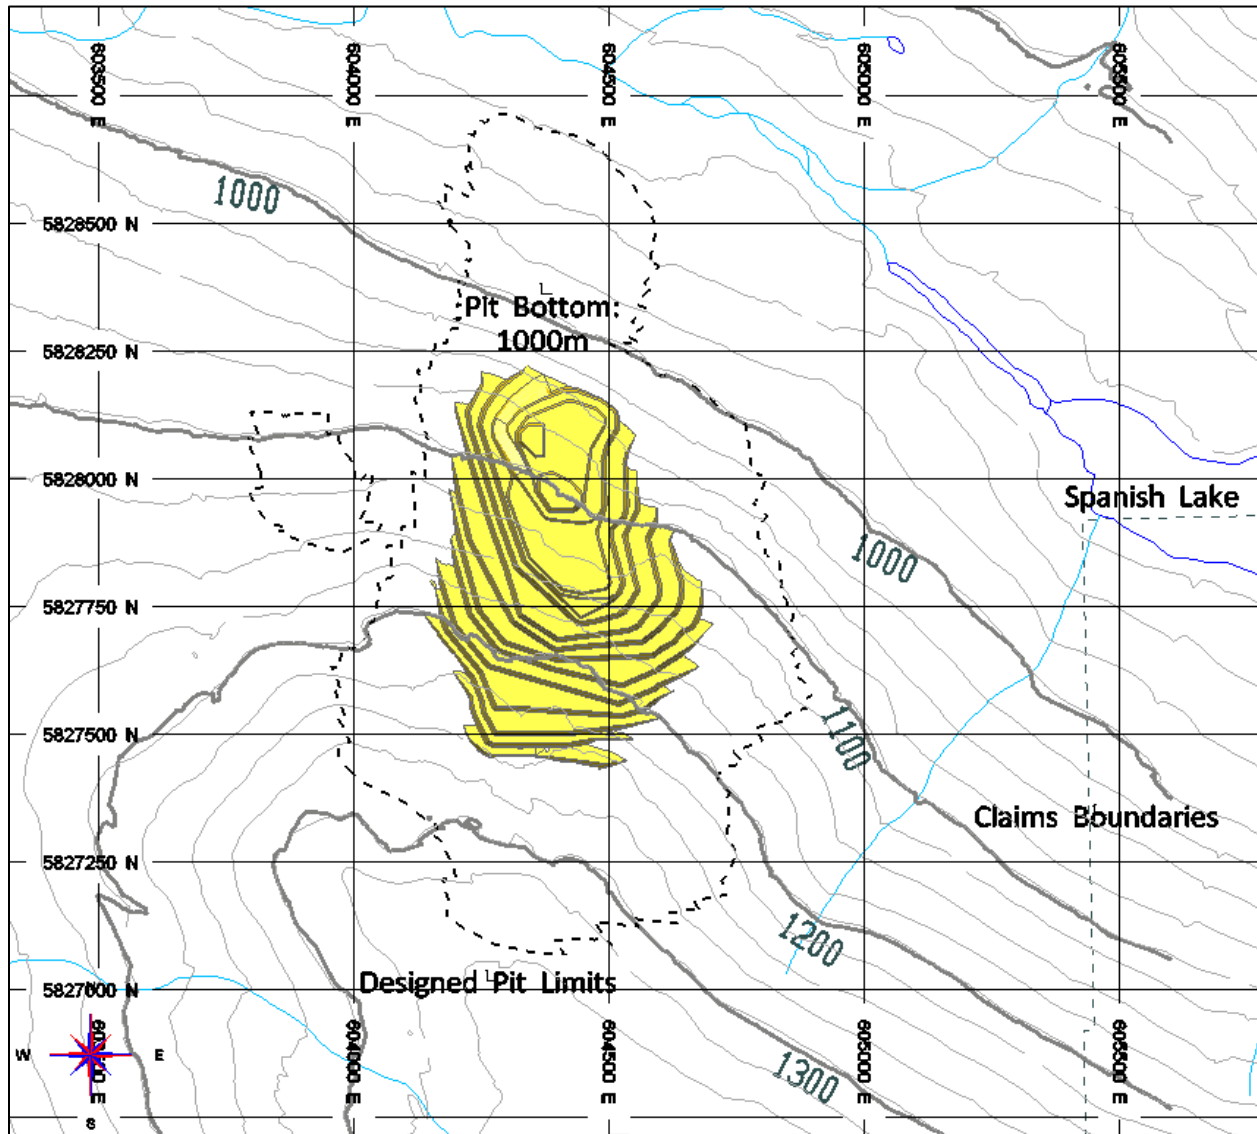 603500 E
604000 E
604500 E
605000 E
605500 E
1000
5828500 N
Pit Bottom:
1000m
5828250 N
5828000 N
Spanish Lake
1000
5827750 N
1100
5827500 N
Claims Boundaries
5827250 N
1200
Designed Pit Limits
5827000 N
W E
S
1300
604000 E
604500 E
605000 E
605500 E